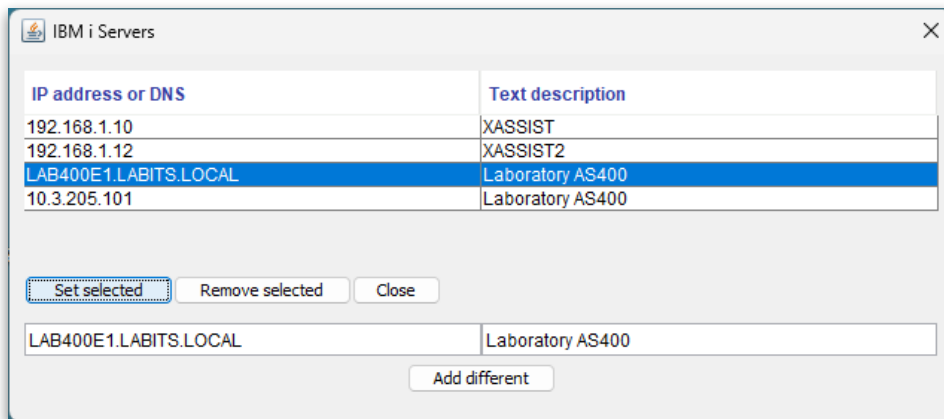 IBM i Servers
IP address or DNS Text description
192.168.1.10 XASSIST
192.168.1.12 XASSIST2
LAB400E1.LABITS.LOCAL Laboratory AS400
10.3.205.101 Laboratory AS400
Set selected Remove selected Close
LAB400E1.LABITS.LOCAL Laboratory AS400
Add different